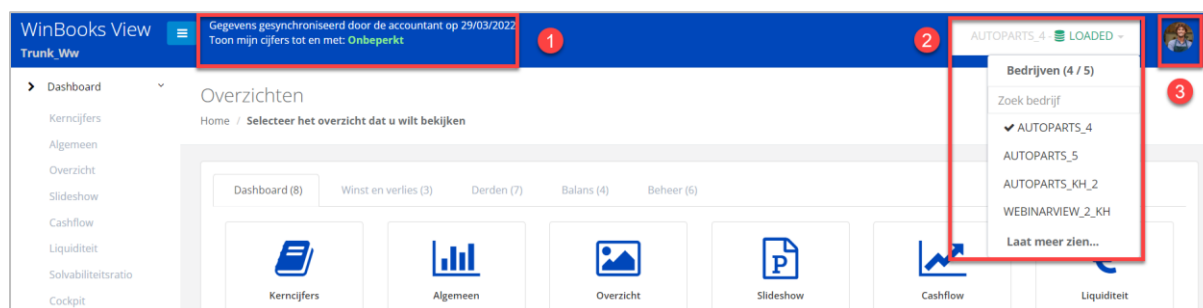 WinBooks View
Trunk_Ww
Gegevens gesynchroniseerd door de accountant op 29/03/2022
Toon mijn cijfers tot en met: Onbeperkt
1
2
AUTOPARTS_4 - LOADED
3
Bedrijven (4 / 5)
Zoek bedrijf
AUTOPARTS_4
AUTOPARTS_5
AUTOPARTS_KH_2
WEBINARVIEW_2_KH
Laat meer zien...
Dashboard
Kerncijfers
Algemeen
Overzicht
Slideshow
Cashflow
Liquiditeit
Solvabiliteitsratio
Cockpit
Overzichten
Home / Selecteer het overzicht dat u wilt bekijken
Dashboard (8) Winst en verlies (3) Derden (7) Balans (4) Beheer (6)
P
Kerncijfers Algemeen Overzicht Slideshow Cashflow Liquiditeit